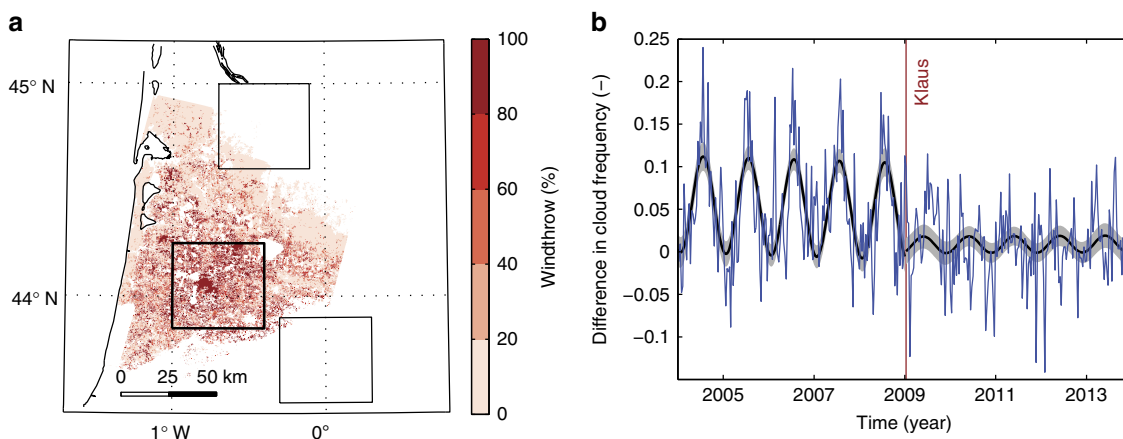 a
45° N
44° N
0 25 50 km
1° W 0°
100
80
60
40
20
0
Windthrow (%)
b
0.25
0.2
0.15
0.1
0.05
0
−0.05
−0.1
Difference in cloud frequency (−)
Klaus
2005 2007 2009 2011 2013
Time (year)